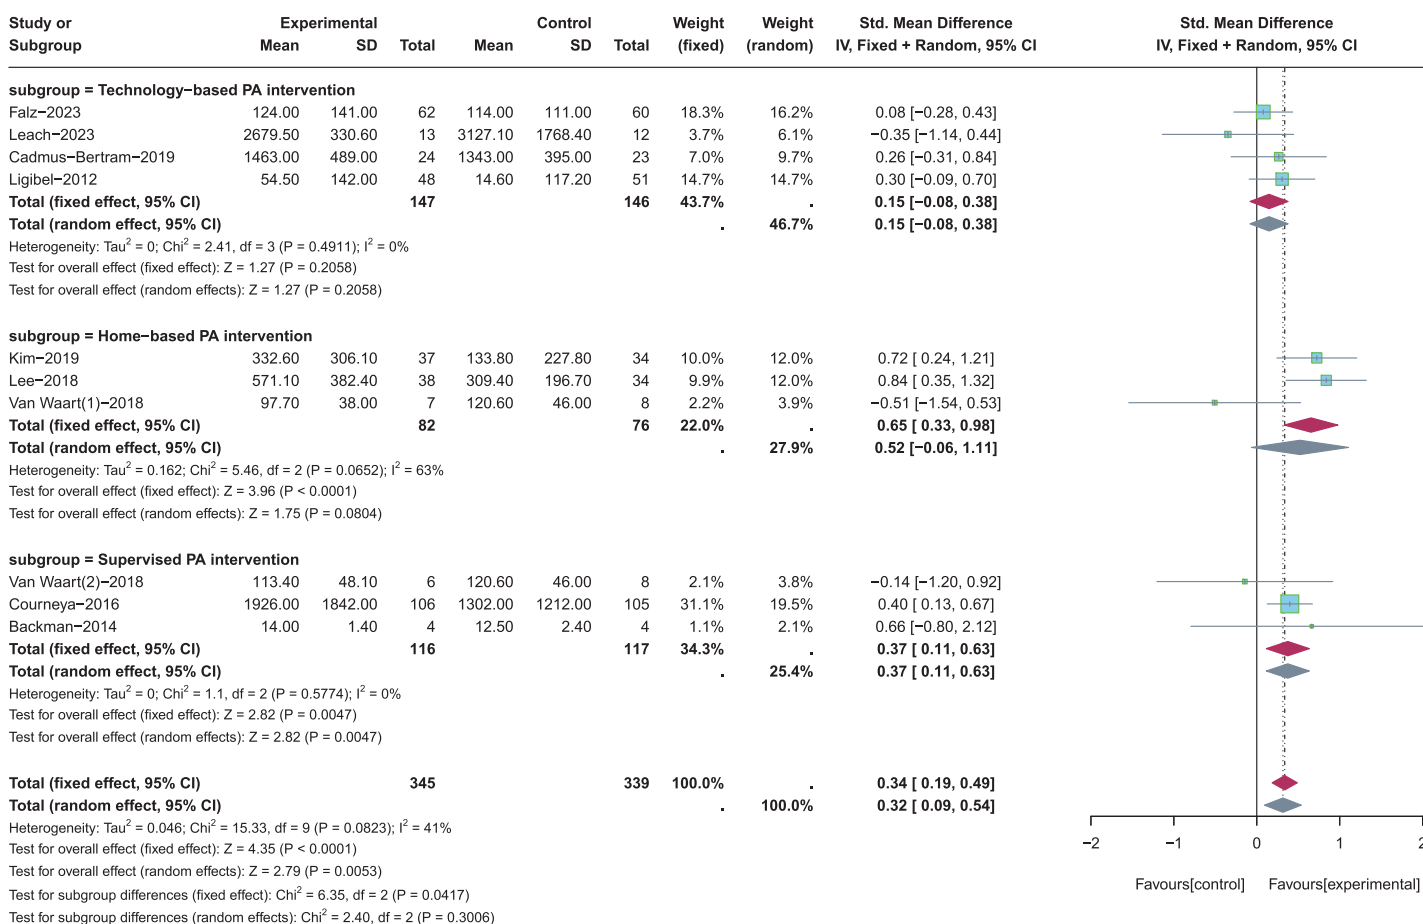 Study or Experimental Control Weight Weight Std. Mean Difference Std. Mean Difference
Subgroup Mean SD Total Mean SD Total (fixed) (random) IV, Fixed + Random, 95% CI IV, Fixed + Random, 95% CI
subgroup = Technology−based PA intervention
Falz−2023 124.00 141.00 62 114.00 111.00 60 18.3% 16.2% 0.08 [−0.28, 0.43]
Leach−2023 2679.50 330.60 13 3127.10 1768.40 12 3.7% 6.1% −0.35 [−1.14, 0.44]
Cadmus−Bertram−2019 1463.00 489.00 24 1343.00 395.00 23 7.0% 9.7% 0.26 [−0.31, 0.84]
Ligibel−2012 54.50 142.00 48 14.60 117.20 51 14.7% 14.7% 0.30 [−0.09, 0.70]
Total (fixed effect, 95% CI) 147 146 43.7% . 0.15 [−0.08, 0.38]
Total (random effect, 95% CI) . 46.7% 0.15 [−0.08, 0.38]
Heterogeneity: Tau² = 0; Chi² = 2.41, df = 3 (P = 0.4911); I² = 0%
Test for overall effect (fixed effect): Z = 1.27 (P = 0.2058)
Test for overall effect (random effects): Z = 1.27 (P = 0.2058)
subgroup = Home−based PA intervention
Kim−2019 332.60 306.10 37 133.80 227.80 34 10.0% 12.0% 0.72 [ 0.24, 1.21]
Lee−2018 571.10 382.40 38 309.40 196.70 34 9.9% 12.0% 0.84 [ 0.35, 1.32]
Van Waart(1)−2018 97.70 38.00 7 120.60 46.00 8 2.2% 3.9% −0.51 [−1.54, 0.53]
Total (fixed effect, 95% CI) 82 76 22.0% . 0.65 [ 0.33, 0.98]
Total (random effect, 95% CI) . 27.9% 0.52 [−0.06, 1.11]
Heterogeneity: Tau² = 0.162; Chi² = 5.46, df = 2 (P = 0.0652); I² = 63%
Test for overall effect (fixed effect): Z = 3.96 (P < 0.0001)
Test for overall effect (random effects): Z = 1.75 (P = 0.0804)
subgroup = Supervised PA intervention
Van Waart(2)−2018 113.40 48.10 6 120.60 46.00 8 2.1% 3.8% −0.14 [−1.20, 0.92]
Courneya−2016 1926.00 1842.00 106 1302.00 1212.00 105 31.1% 19.5% 0.40 [ 0.13, 0.67]
Backman−2014 14.00 1.40 4 12.50 2.40 4 1.1% 2.1% 0.66 [−0.80, 2.12]
Total (fixed effect, 95% CI) 116 117 34.3% . 0.37 [ 0.11, 0.63]
Total (random effect, 95% CI) . 25.4% 0.37 [ 0.11, 0.63]
Heterogeneity: Tau² = 0; Chi² = 1.1, df = 2 (P = 0.5774); I² = 0%
Test for overall effect (fixed effect): Z = 2.82 (P = 0.0047)
Test for overall effect (random effects): Z = 2.82 (P = 0.0047)
Total (fixed effect, 95% CI) 345 339 100.0% . 0.34 [ 0.19, 0.49]
Total (random effect, 95% CI) . 100.0% 0.32 [ 0.09, 0.54]
Heterogeneity: Tau² = 0.046; Chi² = 15.33, df = 9 (P = 0.0823); I² = 41%
Test for overall effect (fixed effect): Z = 4.35 (P < 0.0001)
Test for overall effect (random effects): Z = 2.79 (P = 0.0053)
Test for subgroup differences (fixed effect): Chi² = 6.35, df = 2 (P = 0.0417)
Test for subgroup differences (random effects): Chi² = 2.40, df = 2 (P = 0.3006)
−2 −1 0 1 2
Favours[control] Favours[experimental]